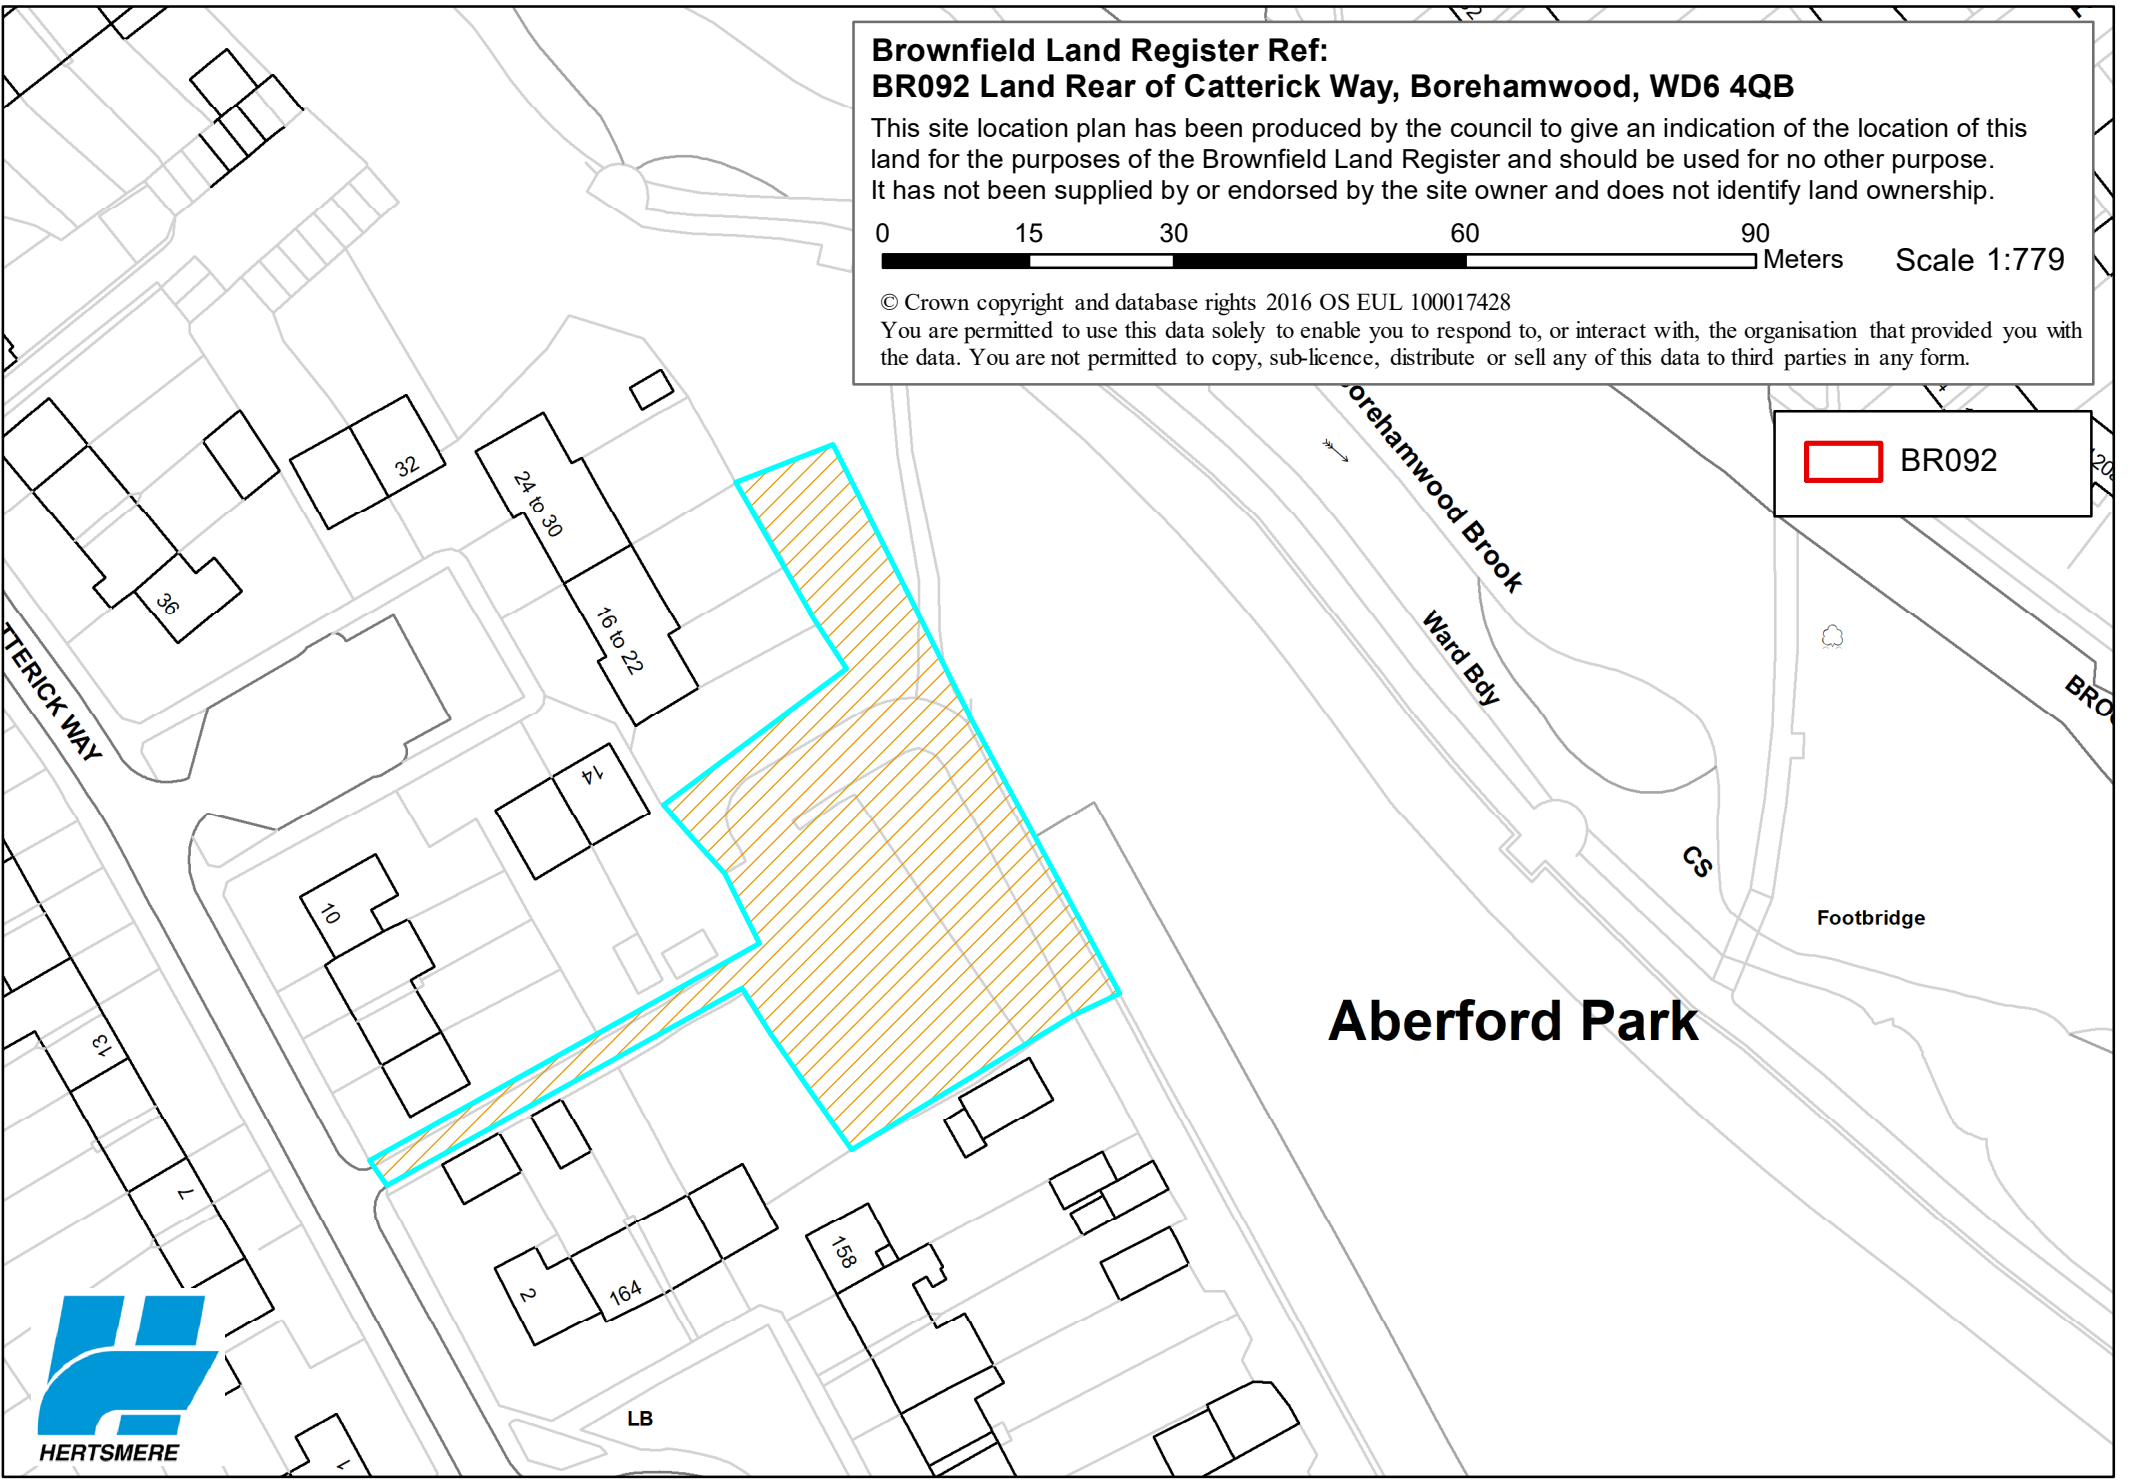 Brownfield Land Register Ref:
BR092 Land Rear of Catterick Way, Borehamwood, WD6 4QB
This site location plan has been produced by the council to give an indication of the location of this
land for the purposes of the Brownfield Land Register and should be used for no other purpose.
It has not been supplied by or endorsed by the site owner and does not identify land ownership.
0 15 30 60 90
Meters Scale 1:779
© Crown copyright and database rights 2016 OS EUL 100017428
You are permitted to use this data solely to enable you to respond to, or interact with, the organisation that provided you with
the data. You are not permitted to copy, sub-licence, distribute or sell any of this data to third parties in any form.
BR092
orehamwood Brook
32
24 to 30
36
16 to 22
Ward Bdy
TTERICK WAY
BRO
14
10
CS
Footbridge
Aberford Park
13
7
158
2
164
LB
1
HERTSMERE